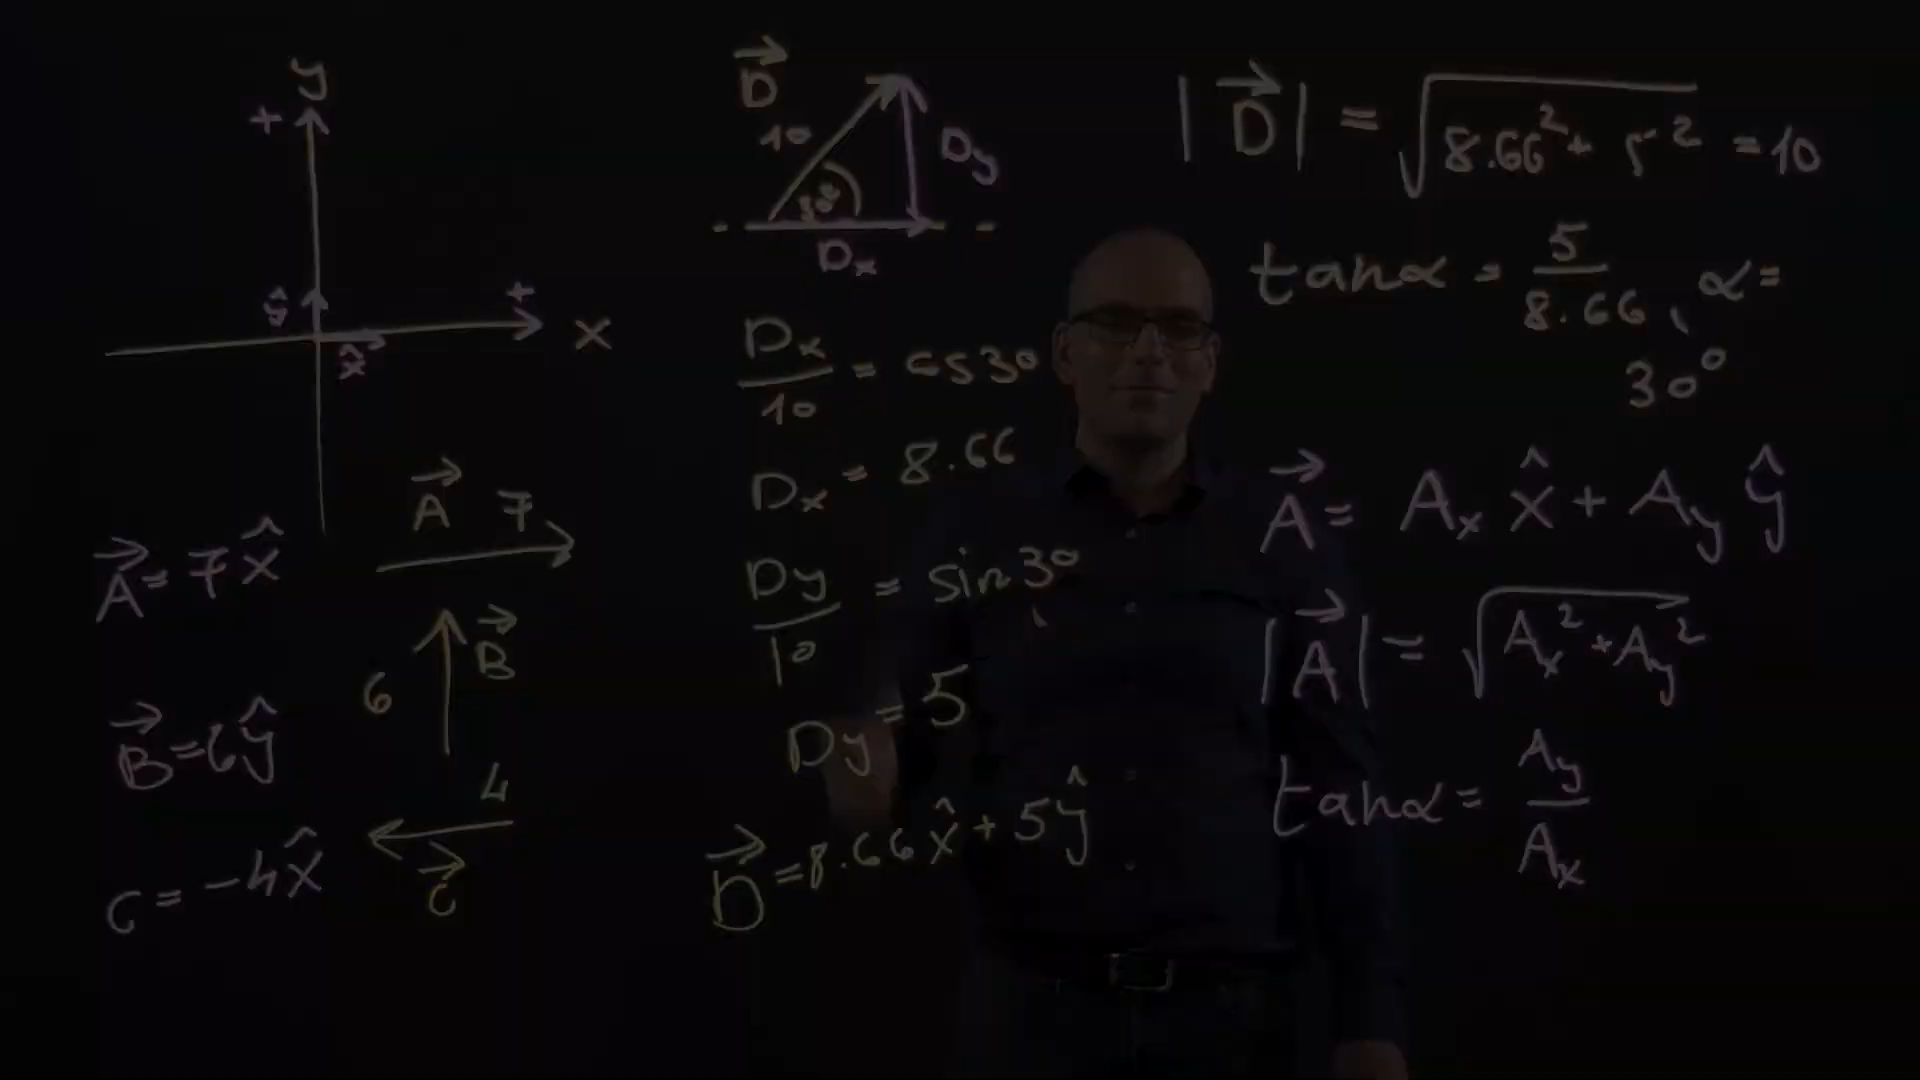 y
+
ŷ
+
x
x̂
A⃗ = 7x̂
A⃗ 7
B⃗ = 6ŷ
6
B⃗
C = -4x̂
4
C⃗
D⃗
10
30°
Dy
Dx
Dx/10 = cos30
Dx = 8.66
Dy/10 = sin30
Dy = 5
D⃗ = 8.66x̂ + 5ŷ
|D⃗| = √(8.66² + 5²) = 10
tanα = 5/8.66, α =
30°
A⃗ = Aₓ x̂ + Ay ŷ
|A⃗| = √(Aₓ² + Ay²)
tanα = Ay/Aₓ